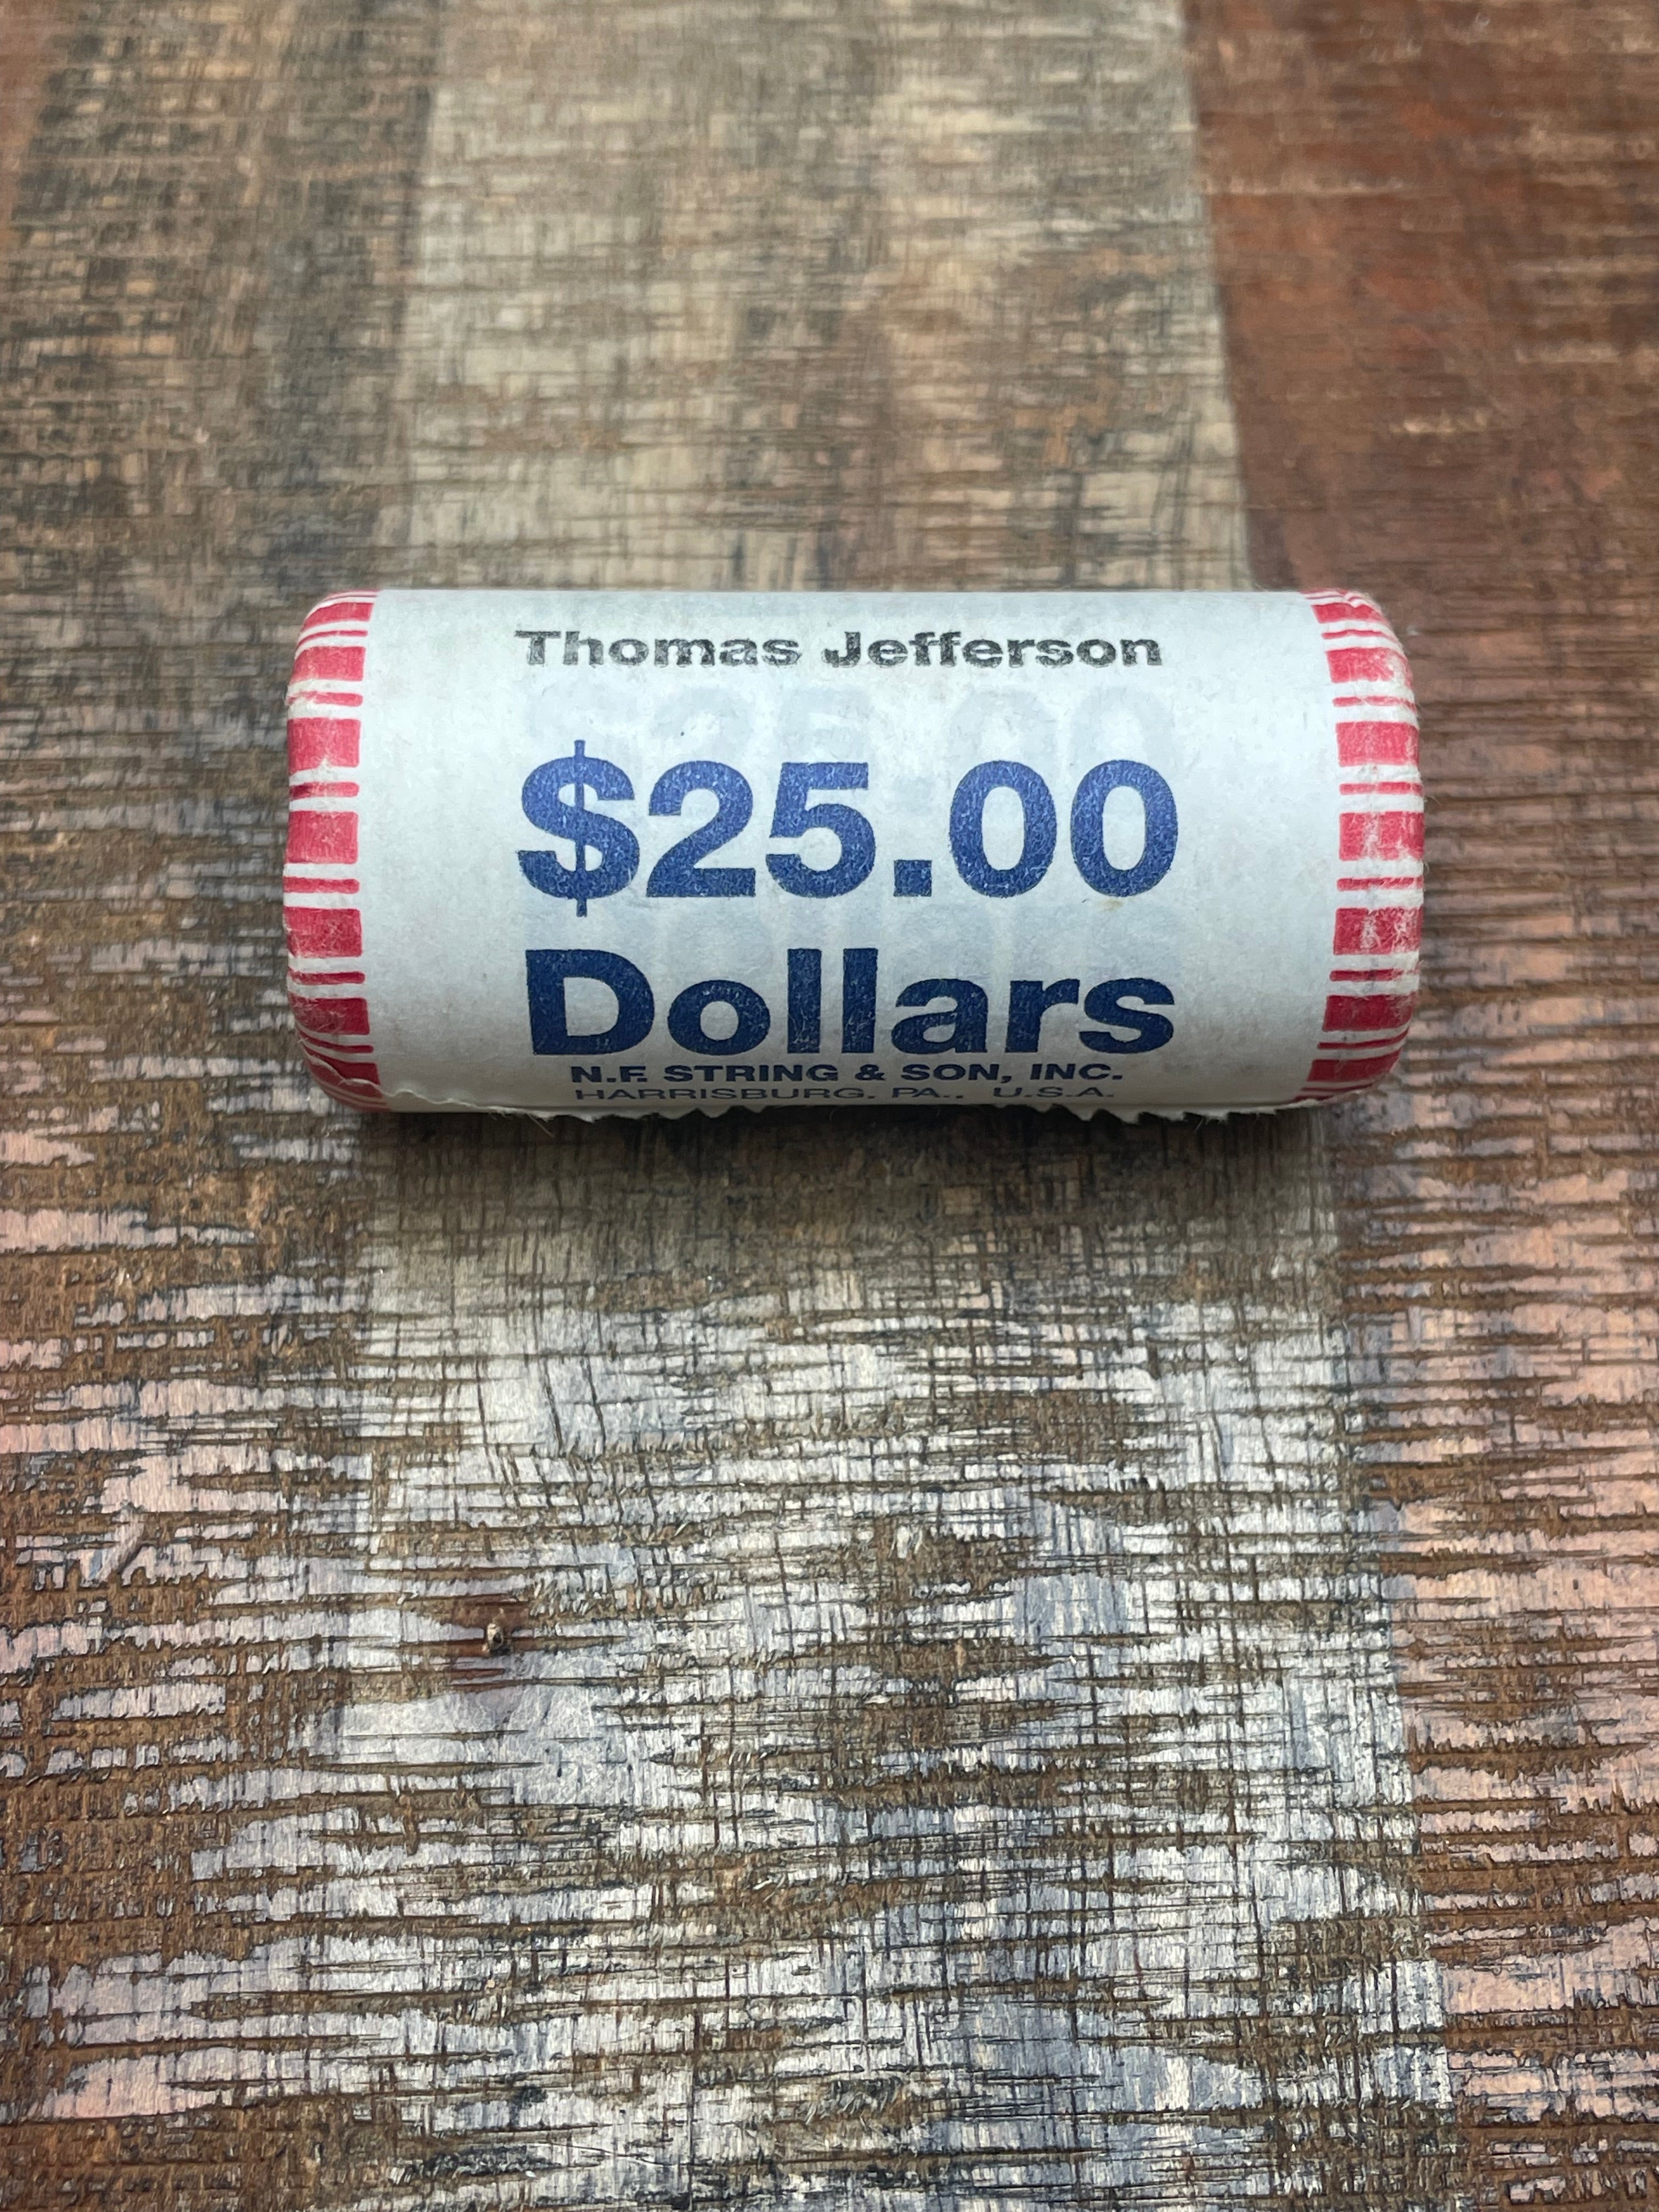 Thomas Jefferson
$25.00
Dollars
N.F. STRING & SON, INC.
HARRISBURG, PA., U.S.A.